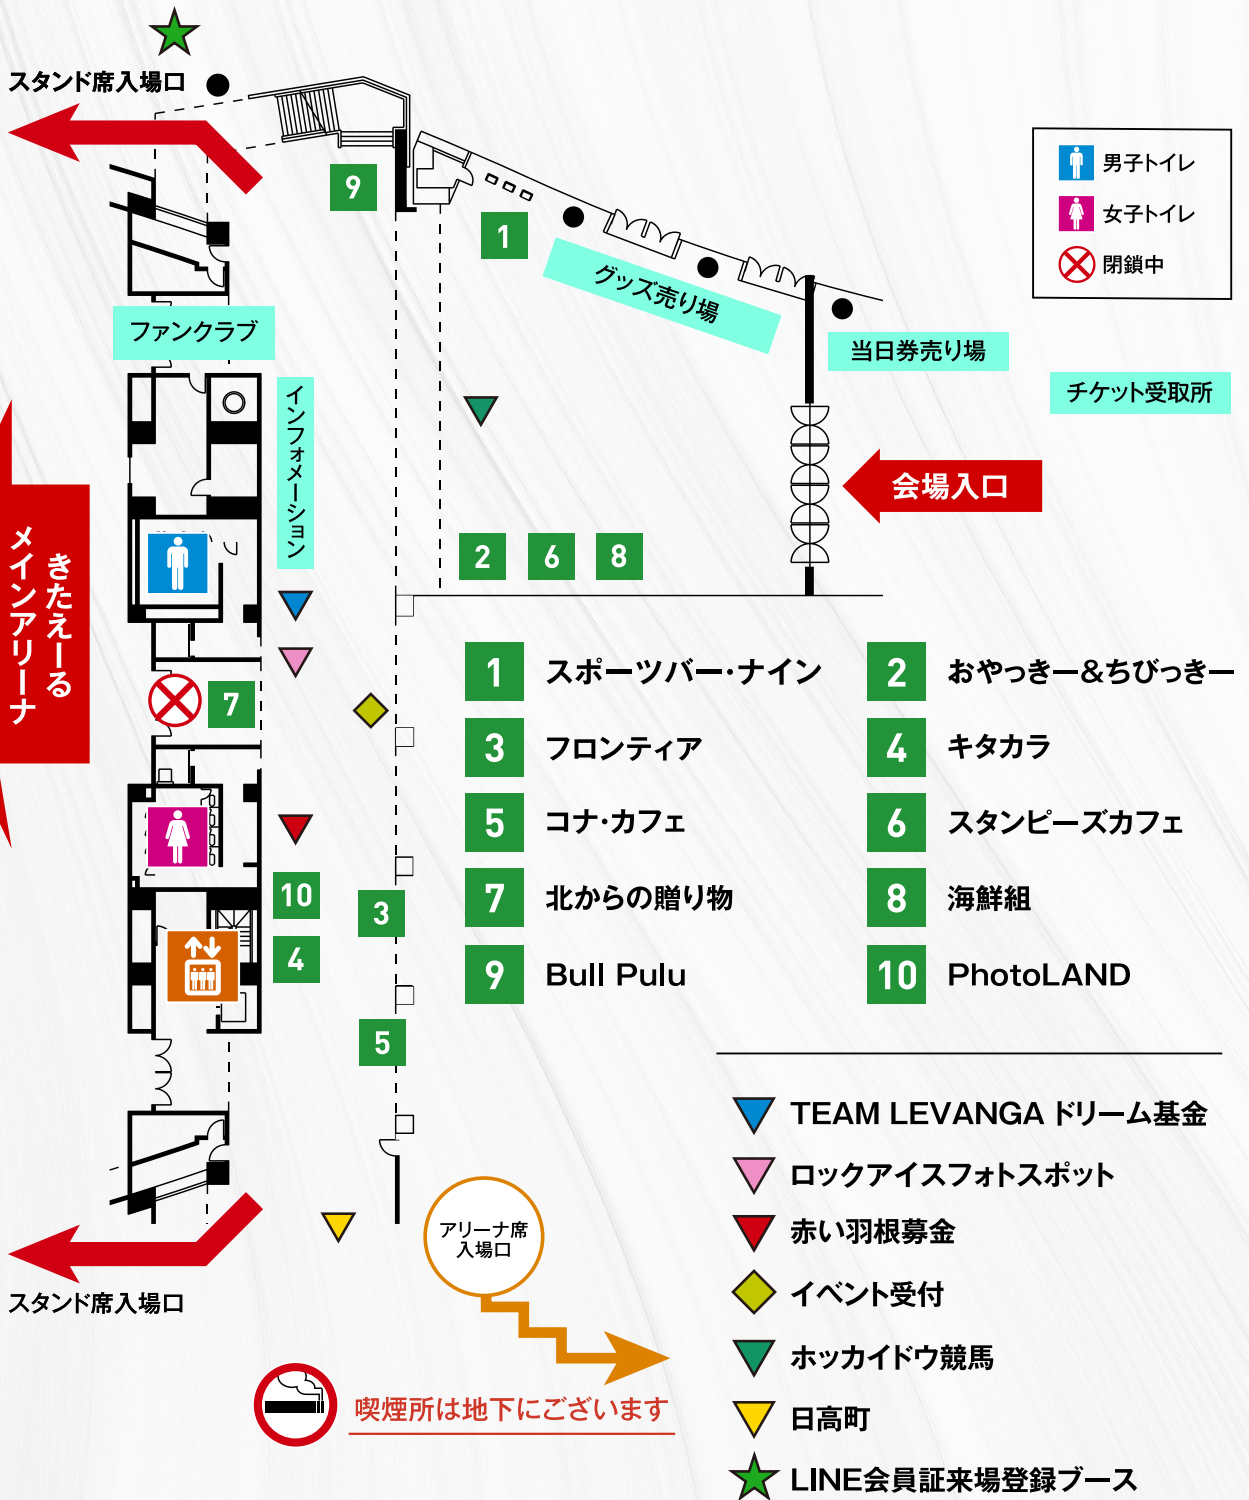 スタンド席入場口
男子トイレ
女子トイレ
閉鎖中
9
1
グッズ売り場
ファンクラブ
当日券売り場
チケット受取所
インフォメーション
会場入口
きたえーる
メインアリーナ
2
6
8
7
10
3
4
5
1 スポーツバー・ナイン
2 おやっきー&ちびっきー
3 フロンティア
4 キタカラ
5 コナ・カフェ
6 スタンピーズカフェ
7 北からの贈り物
8 海鮮組
9 Bull Pulu
10 PhotoLAND
TEAM LEVANGA ドリーム基金
ロックアイスフォトスポット
赤い羽根募金
イベント受付
ホッカイドウ競馬
日高町
LINE会員証来場登録ブース
アリーナ席
入場口
スタンド席入場口
喫煙所は地下にございます